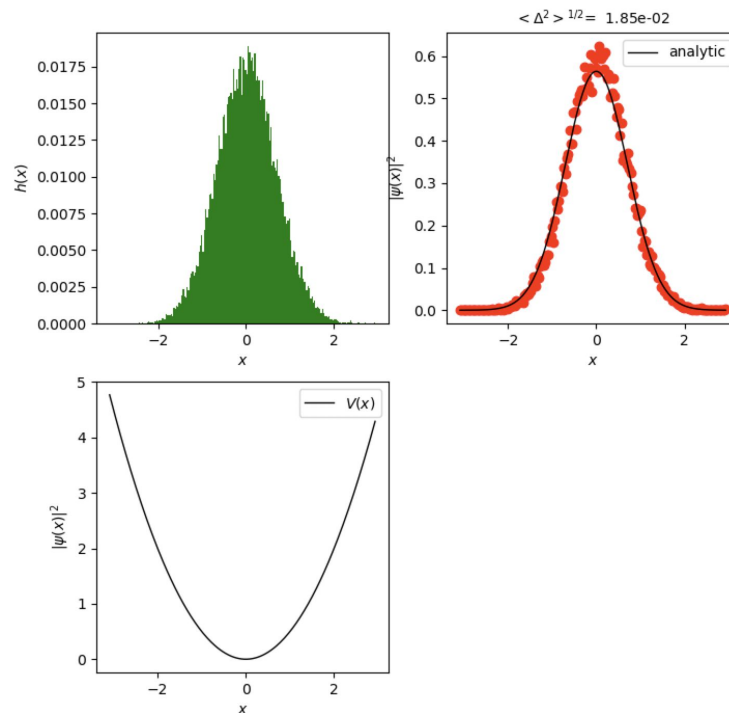 < Δ² >^{1/2}= 1.85e-02
0.0175
0.0150
0.0125
0.0100
0.0075
0.0050
0.0025
0.0000
h(x)
−2 0 2
x
0.6
0.5
0.4
0.3
0.2
0.1
0.0
|ψ(x)|²
analytic
−2 0 2
x
5
4
3
2
1
0
|ψ(x)|²
V(x)
−2 0 2
x